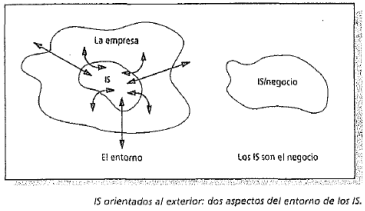 La empresa
IS
IS/negocio
El entorno
Los IS son el negocio
IS orientados al exterior: dos aspectos del entorno de los IS.